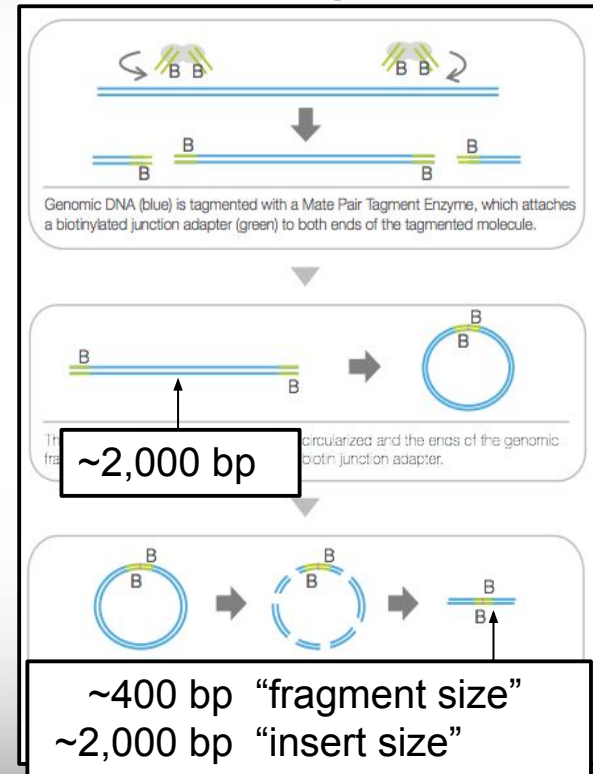 B B
B B
B
B
B
B
Genomic DNA (blue) is tagmented with a Mate Pair Tagment Enzyme, which attaches
a biotinylated junction adapter (green) to both ends of the tagmented molecule.
B
B
B
B
circularized and the ends of the genomic
~2,000 bp
biotin junction adapter.
B
B
B
B
B
B
~400 bp "fragment size"
~2,000 bp "insert size"